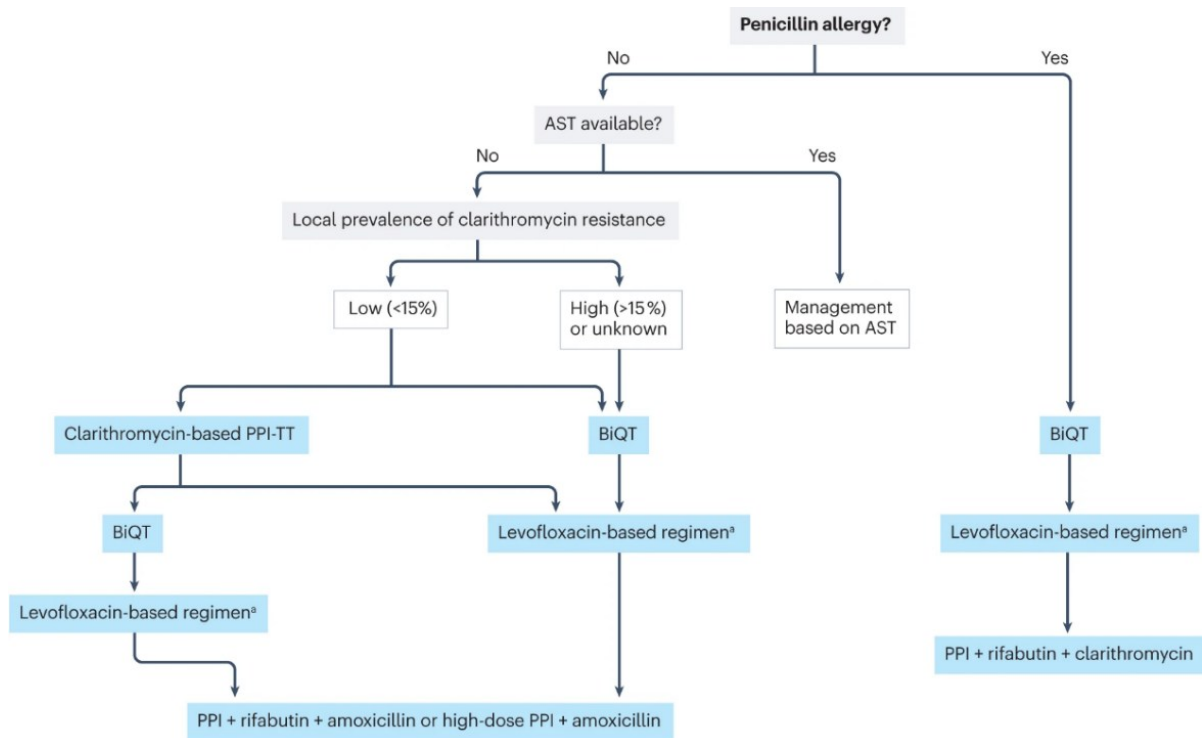 Penicillin allergy?
No
Yes
AST available?
No
Yes
Local prevalence of clarithromycin resistance
Low (<15%)
High (>15%)
or unknown
Management
based on AST
Clarithromycin-based PPI-TT
BiQT
BiQT
BiQT
Levofloxacin-based regimenᵃ
Levofloxacin-based regimenᵃ
Levofloxacin-based regimenᵃ
PPI + rifabutin + clarithromycin
PPI + rifabutin + amoxicillin or high-dose PPI + amoxicillin